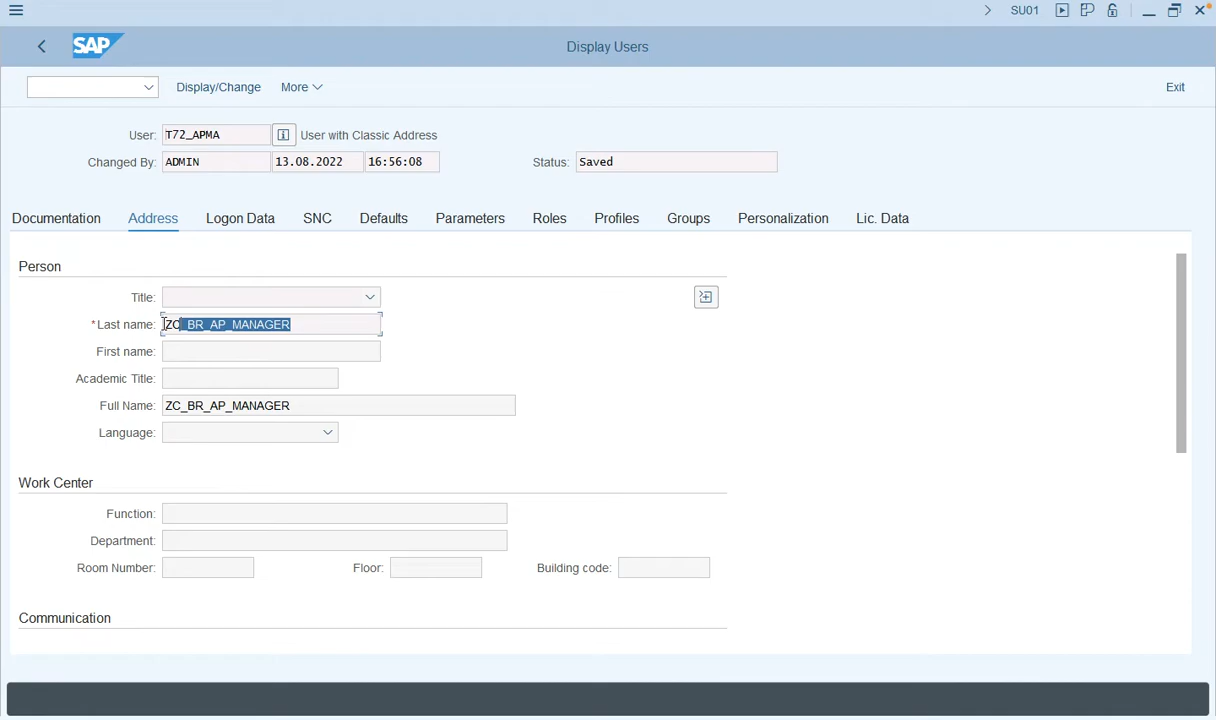 SU01
SAP
Display Users
Display/Change More Exit
User: T72_APMA User with Classic Address
Changed By: ADMIN 13.08.2022 16:56:08 Status: Saved
Documentation Address Logon Data SNC Defaults Parameters Roles Profiles Groups Personalization Lic. Data
Person
Title:
*Last name: ZC_BR_AP_MANAGER
First name:
Academic Title:
Full Name: ZC_BR_AP_MANAGER
Language:
Work Center
Function:
Department:
Room Number: Floor: Building code:
Communication